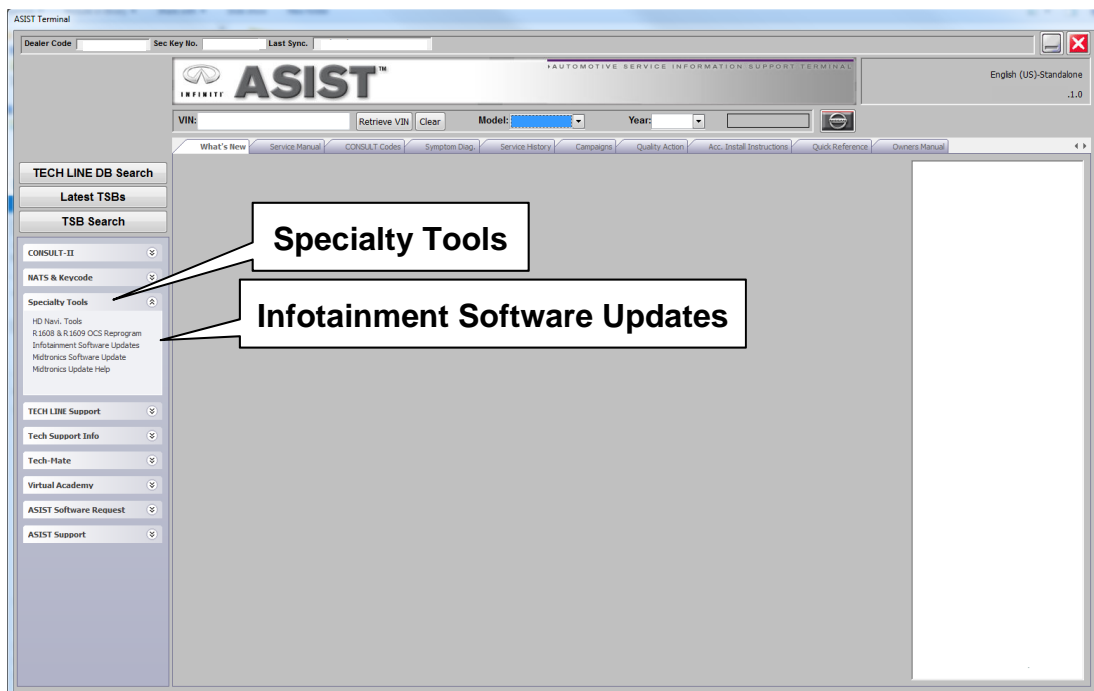 ASIST Terminal
Dealer Code Sec Key No. Last Sync.
INFINITI ASIST™
AUTOMOTIVE SERVICE INFORMATION SUPPORT TERMINAL
English (US)-Standalone
.1.0
VIN: Retrieve VIN Clear Model: Year:
What's New Service Manual CONSULT Codes Symptom Diag. Service History Campaigns Quality Action Acc. Install Instructions Quick Reference Owners Manual
TECH LINE DB Search
Latest TSBs
TSB Search
CONSULT-II
NATS & Keycode
Specialty Tools
HD Navi. Tools
R1608 & R1609 OCS Reprogram
Infotainment Software Updates
Midtronics Software Update
Midtronics Update Help
TECH LINE Support
Tech Support Info
Tech-Mate
Virtual Academy
ASIST Software Request
ASIST Support
Specialty Tools
Infotainment Software Updates